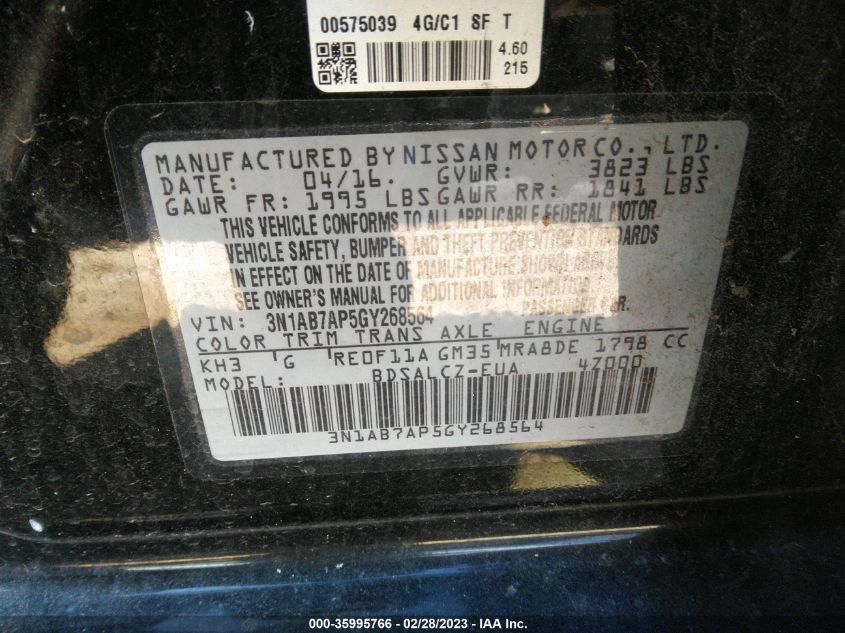 00575039 4G/C1 SF T
4.60
215
MANUFACTURED BY NISSAN MOTOR CO., LTD.
DATE: 04/16. GVWR: 3823 LBS
GAWR FR: 1995 LBS GAWR RR: 1841 LBS
THIS VEHICLE CONFORMS TO ALL APPLICABLE FEDERAL MOTOR
VEHICLE SAFETY, BUMPER AND THEFT PREVENTION STANDARDS
IN EFFECT ON THE DATE OF MANUFACTURE SHOWN ABOVE.
SEE OWNER'S MANUAL FOR ADDITIONAL INFORMATION.
VIN: 3N1AB7AP5GY268564 PASSENGER CAR.
COLOR TRIM TRANS AXLE ENGINE
KH3 G RE0F11A GM35 MRA8DE 1798 CC
MODEL: BDSALCZ-EUA 4Z000
3N1AB7AP5GY268564
000-35995766 - 02/28/2023 - IAA Inc.